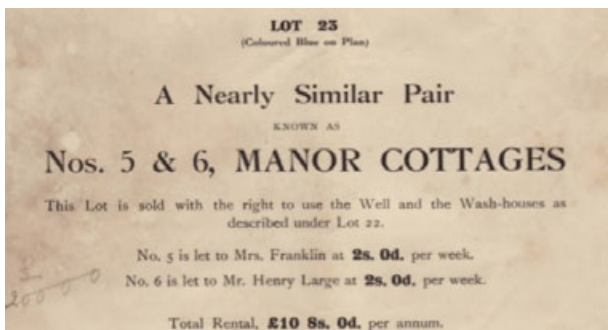 LOT 23
(Coloured Blue on Plan)
A Nearly Similar Pair
KNOWN AS
Nos. 5 & 6, MANOR COTTAGES
This Lot is sold with the right to use the Well and the Wash-houses as
described under Lot 22.
No. 5 is let to Mrs. Franklin at 2s. 0d. per week.
No. 6 is let to Mr. Henry Large at 2s. 0d. per week.
Total Rental, £10 8s. 0d. per annum.